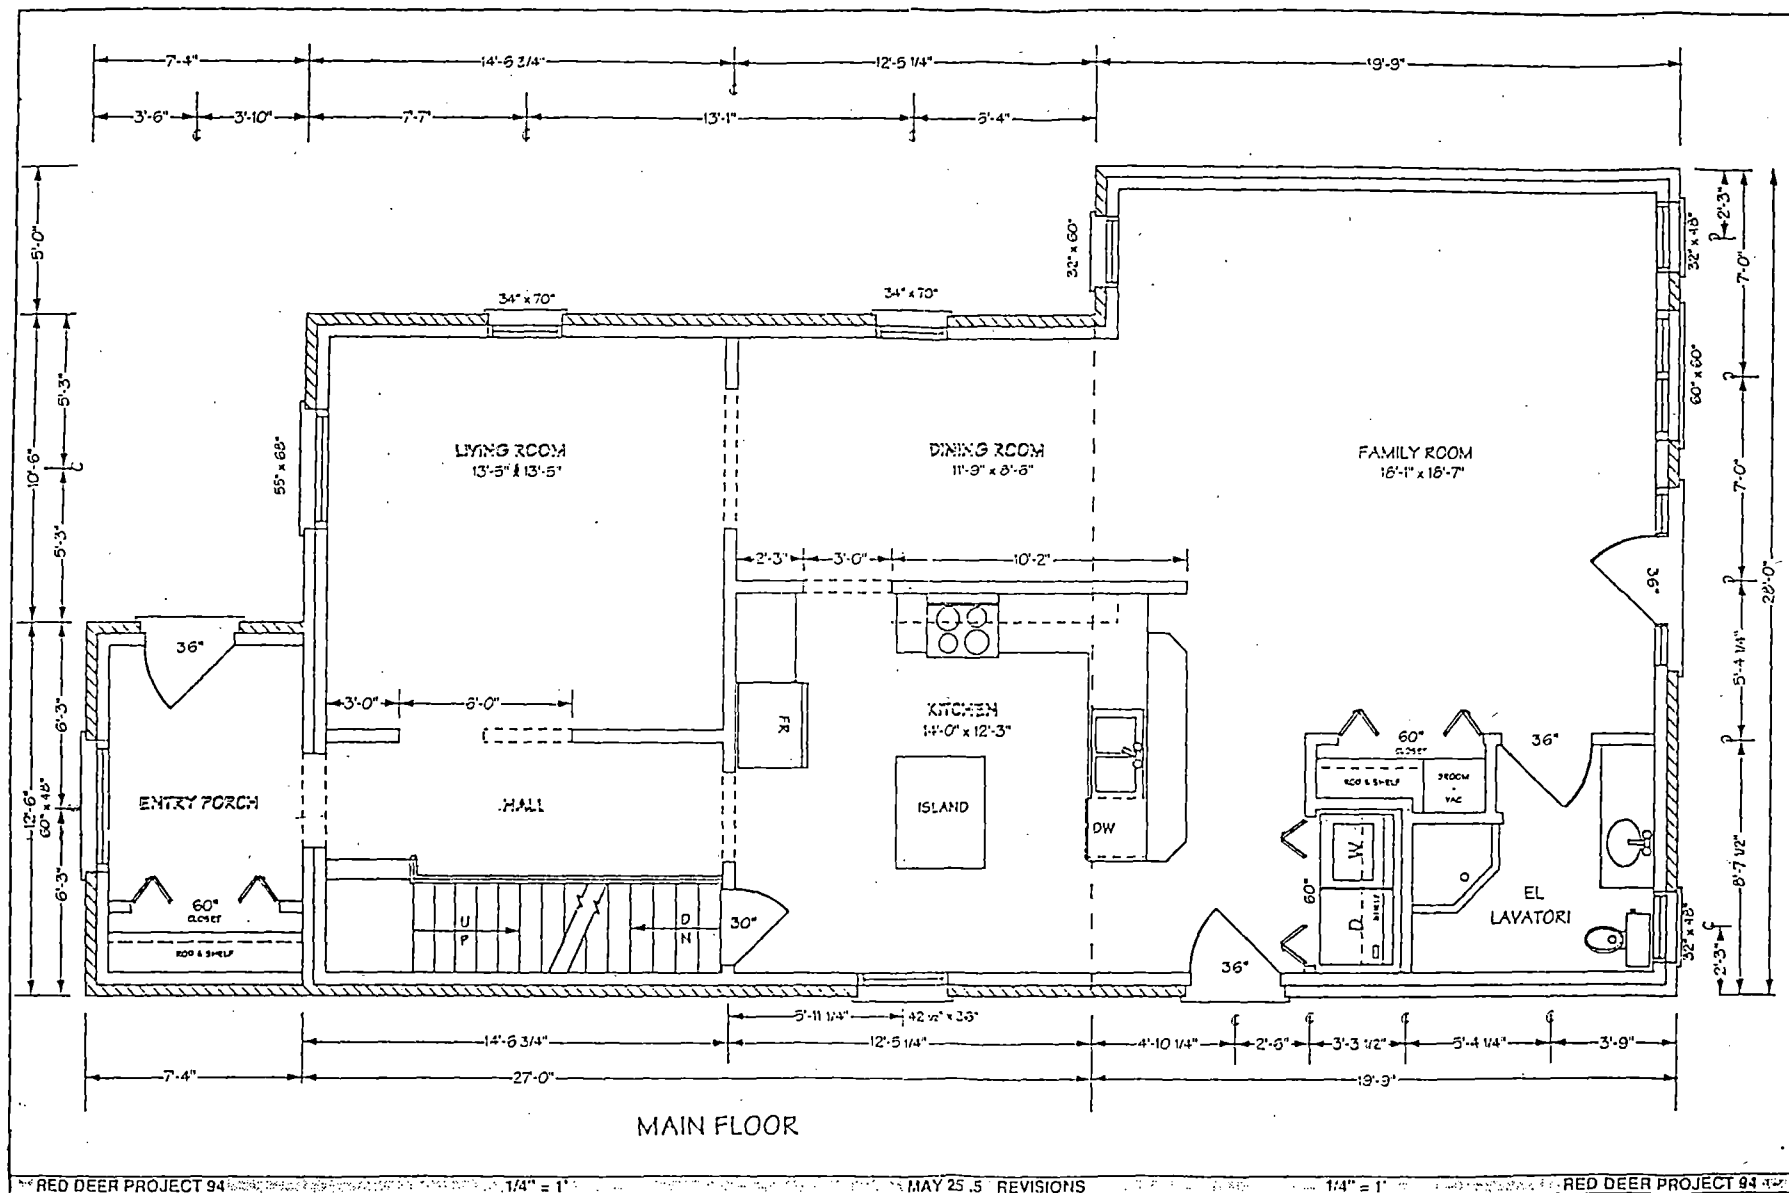 7'-4"
14'-6 3/4"
12'-5 1/4"
19'-9"
3'-6"
3'-10"
7'-7"
13'-1"
6'-4"
5'-0"
10'-6"
5'-3"
5'-3"
12'-6"
6'-3"
6'-3"
60" x 48"
34" x 70"
34" x 70"
32" x 60"
32" x 48"
2'-3"
7'-0"
60" x 60"
7'-0"
28'-0"
5'-4 1/4"
8'-7 1/2"
32" x 48"
2'-3"
55" x 68"
LIVING ROOM
13'-5" x 13'-5"
DINING ROOM
11'-9" x 8'-6"
FAMILY ROOM
18'-1" x 18'-7"
2'-3"
3'-0"
10'-2"
36"
36"
3'-0"
6'-0"
FR
KITCHEN
14'-0" x 12'-3"
60"
CLOSET
ROD & SHELF
BROOM
+
VAC
36"
ENTRY PORCH
HALL
ISLAND
DW
W
D
SHELF
60"
EL
LAVATORI
60"
CLOSET
ROD & SHELF
UP
DN
30"
36"
5'-11 1/4"
42 1/2" x 36"
14'-6 3/4"
12'-5 1/4"
4'-10 1/4"
2'-6"
3'-3 1/2"
5'-4 1/4"
3'-9"
7'-4"
27'-0"
19'-9"
MAIN FLOOR
RED DEER PROJECT 94
1/4" = 1'
MAY 25 .5 REVISIONS
1/4" = 1'
RED DEER PROJECT 94